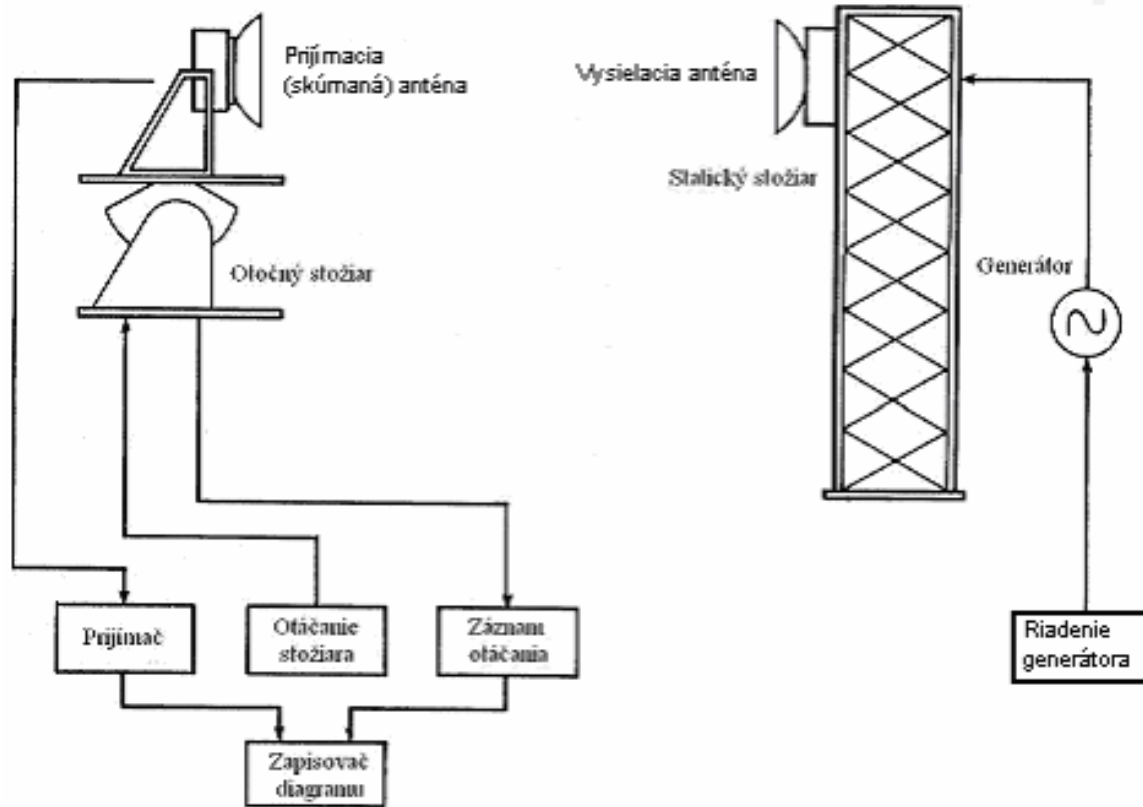 Prijímacia
(skúmaná) anténa
Vysielacia anténa
Statický stožiar
Otočný stožiar
Generátor
Prijímač
Otáčanie
stožiara
Záznam
otáčania
Riadenie
generátora
Zapisovač
diagramu